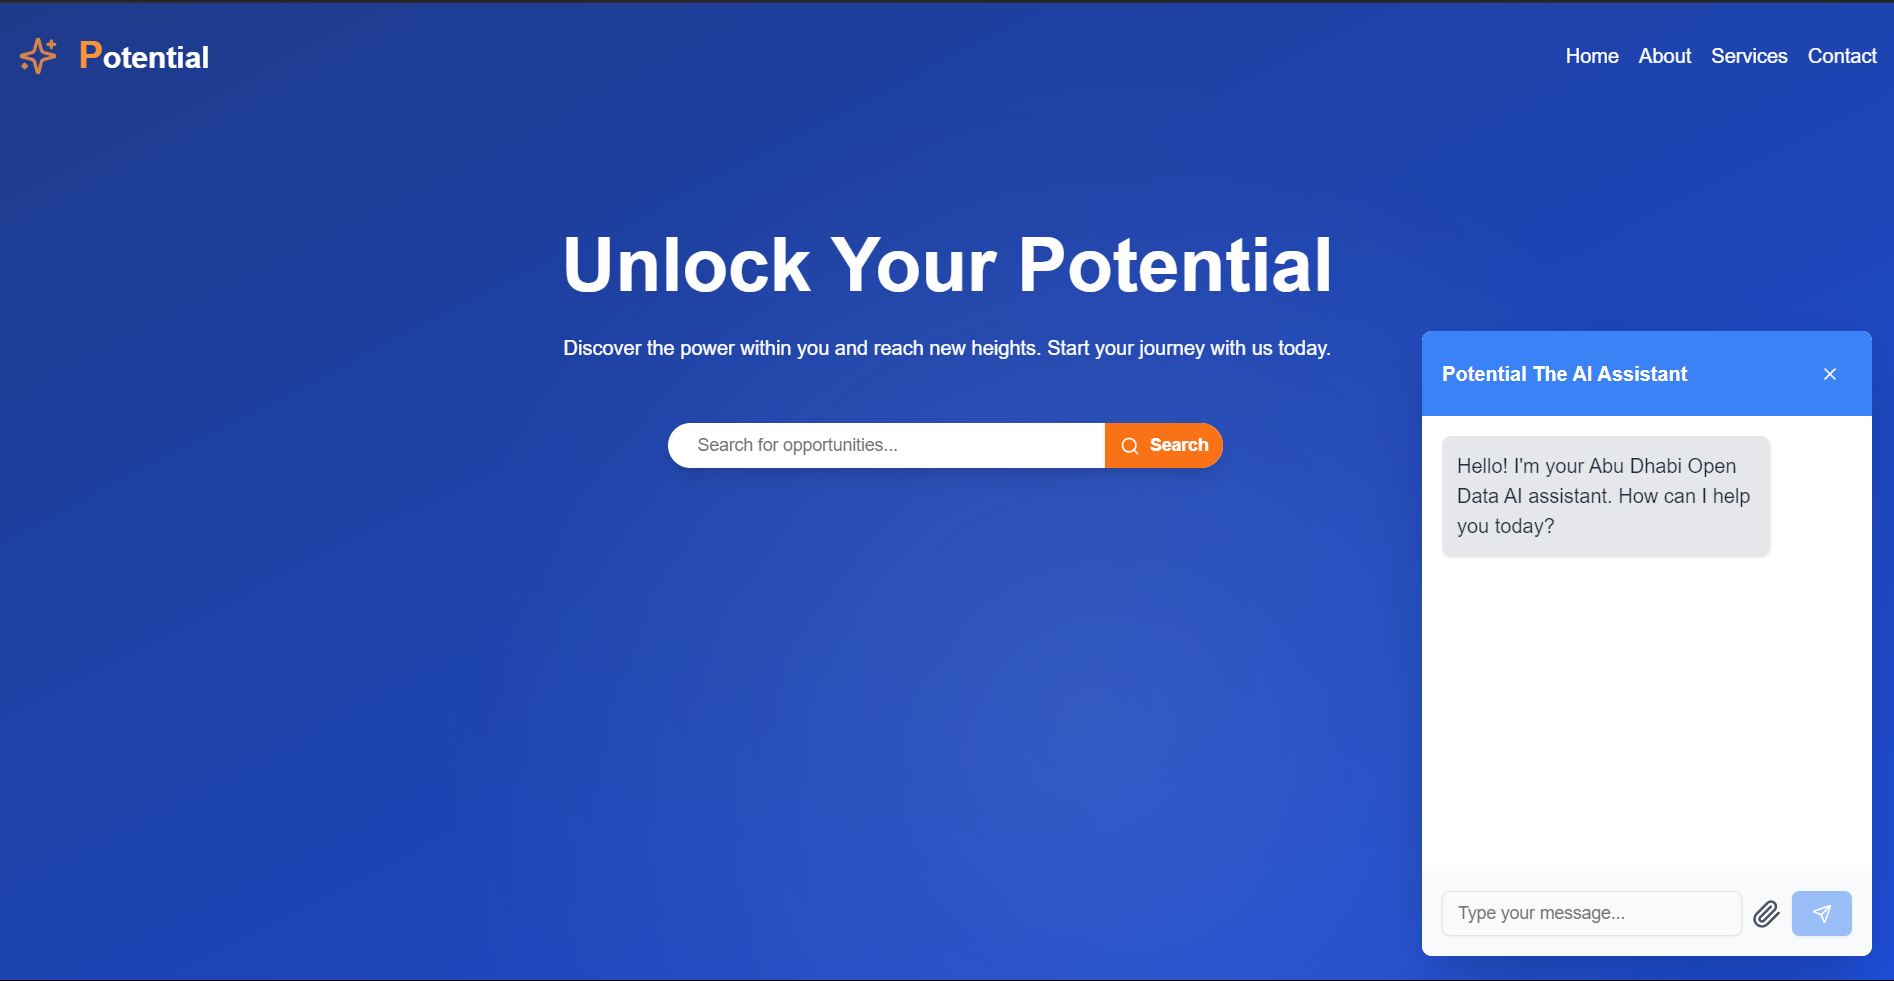 Potential
Home About Services Contact
Unlock Your Potential
Discover the power within you and reach new heights. Start your journey with us today.
Search for opportunities...
Search
Potential The AI Assistant
Hello! I'm your Abu Dhabi Open
Data AI assistant. How can I help
you today?
Type your message...